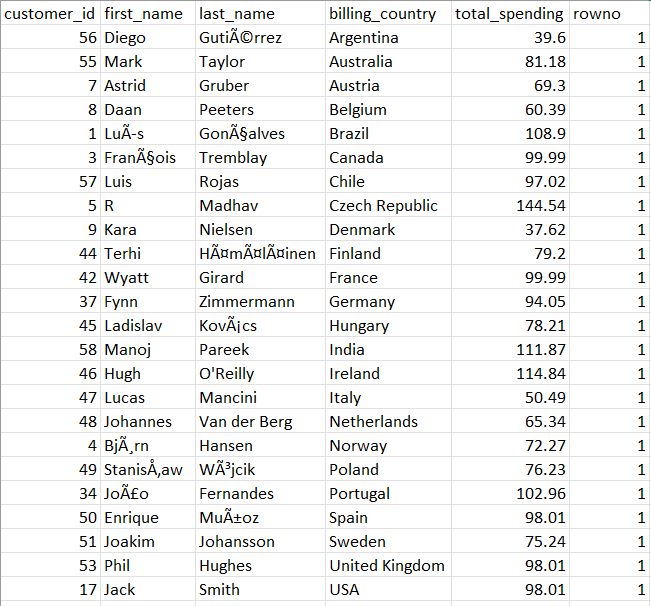 customer_id first_name last_name billing_country total_spending rowno
56 Diego GutiÃ©rrez Argentina 39.6 1
55 Mark Taylor Australia 81.18 1
7 Astrid Gruber Austria 69.3 1
8 Daan Peeters Belgium 60.39 1
1 LuÃ-s GonÃ§alves Brazil 108.9 1
3 FranÃ§ois Tremblay Canada 99.99 1
57 Luis Rojas Chile 97.02 1
5 R Madhav Czech Republic 144.54 1
9 Kara Nielsen Denmark 37.62 1
44 Terhi HÃ¤mÃ¤lÃ¤inen Finland 79.2 1
42 Wyatt Girard France 99.99 1
37 Fynn Zimmermann Germany 94.05 1
45 Ladislav KovÃ¡cs Hungary 78.21 1
58 Manoj Pareek India 111.87 1
46 Hugh O'Reilly Ireland 114.84 1
47 Lucas Mancini Italy 50.49 1
48 Johannes Van der Berg Netherlands 65.34 1
4 BjÃ¸rn Hansen Norway 72.27 1
49 StanisÅ‚aw WÃ³jcik Poland 76.23 1
34 JoÃ£o Fernandes Portugal 102.96 1
50 Enrique MuÃ±oz Spain 98.01 1
51 Joakim Johansson Sweden 75.24 1
53 Phil Hughes United Kingdom 98.01 1
17 Jack Smith USA 98.01 1